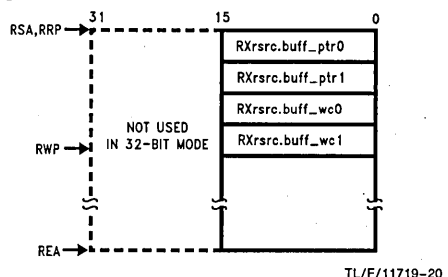 31 15 0
RSA,RRP
RXrsrc.buff_ptr0
RXrsrc.buff_ptr1
RXrsrc.buff_wc0
NOT USED
IN 32-BIT MODE
RXrsrc.buff_wc1
RWP
REA
TL/F/11719-20